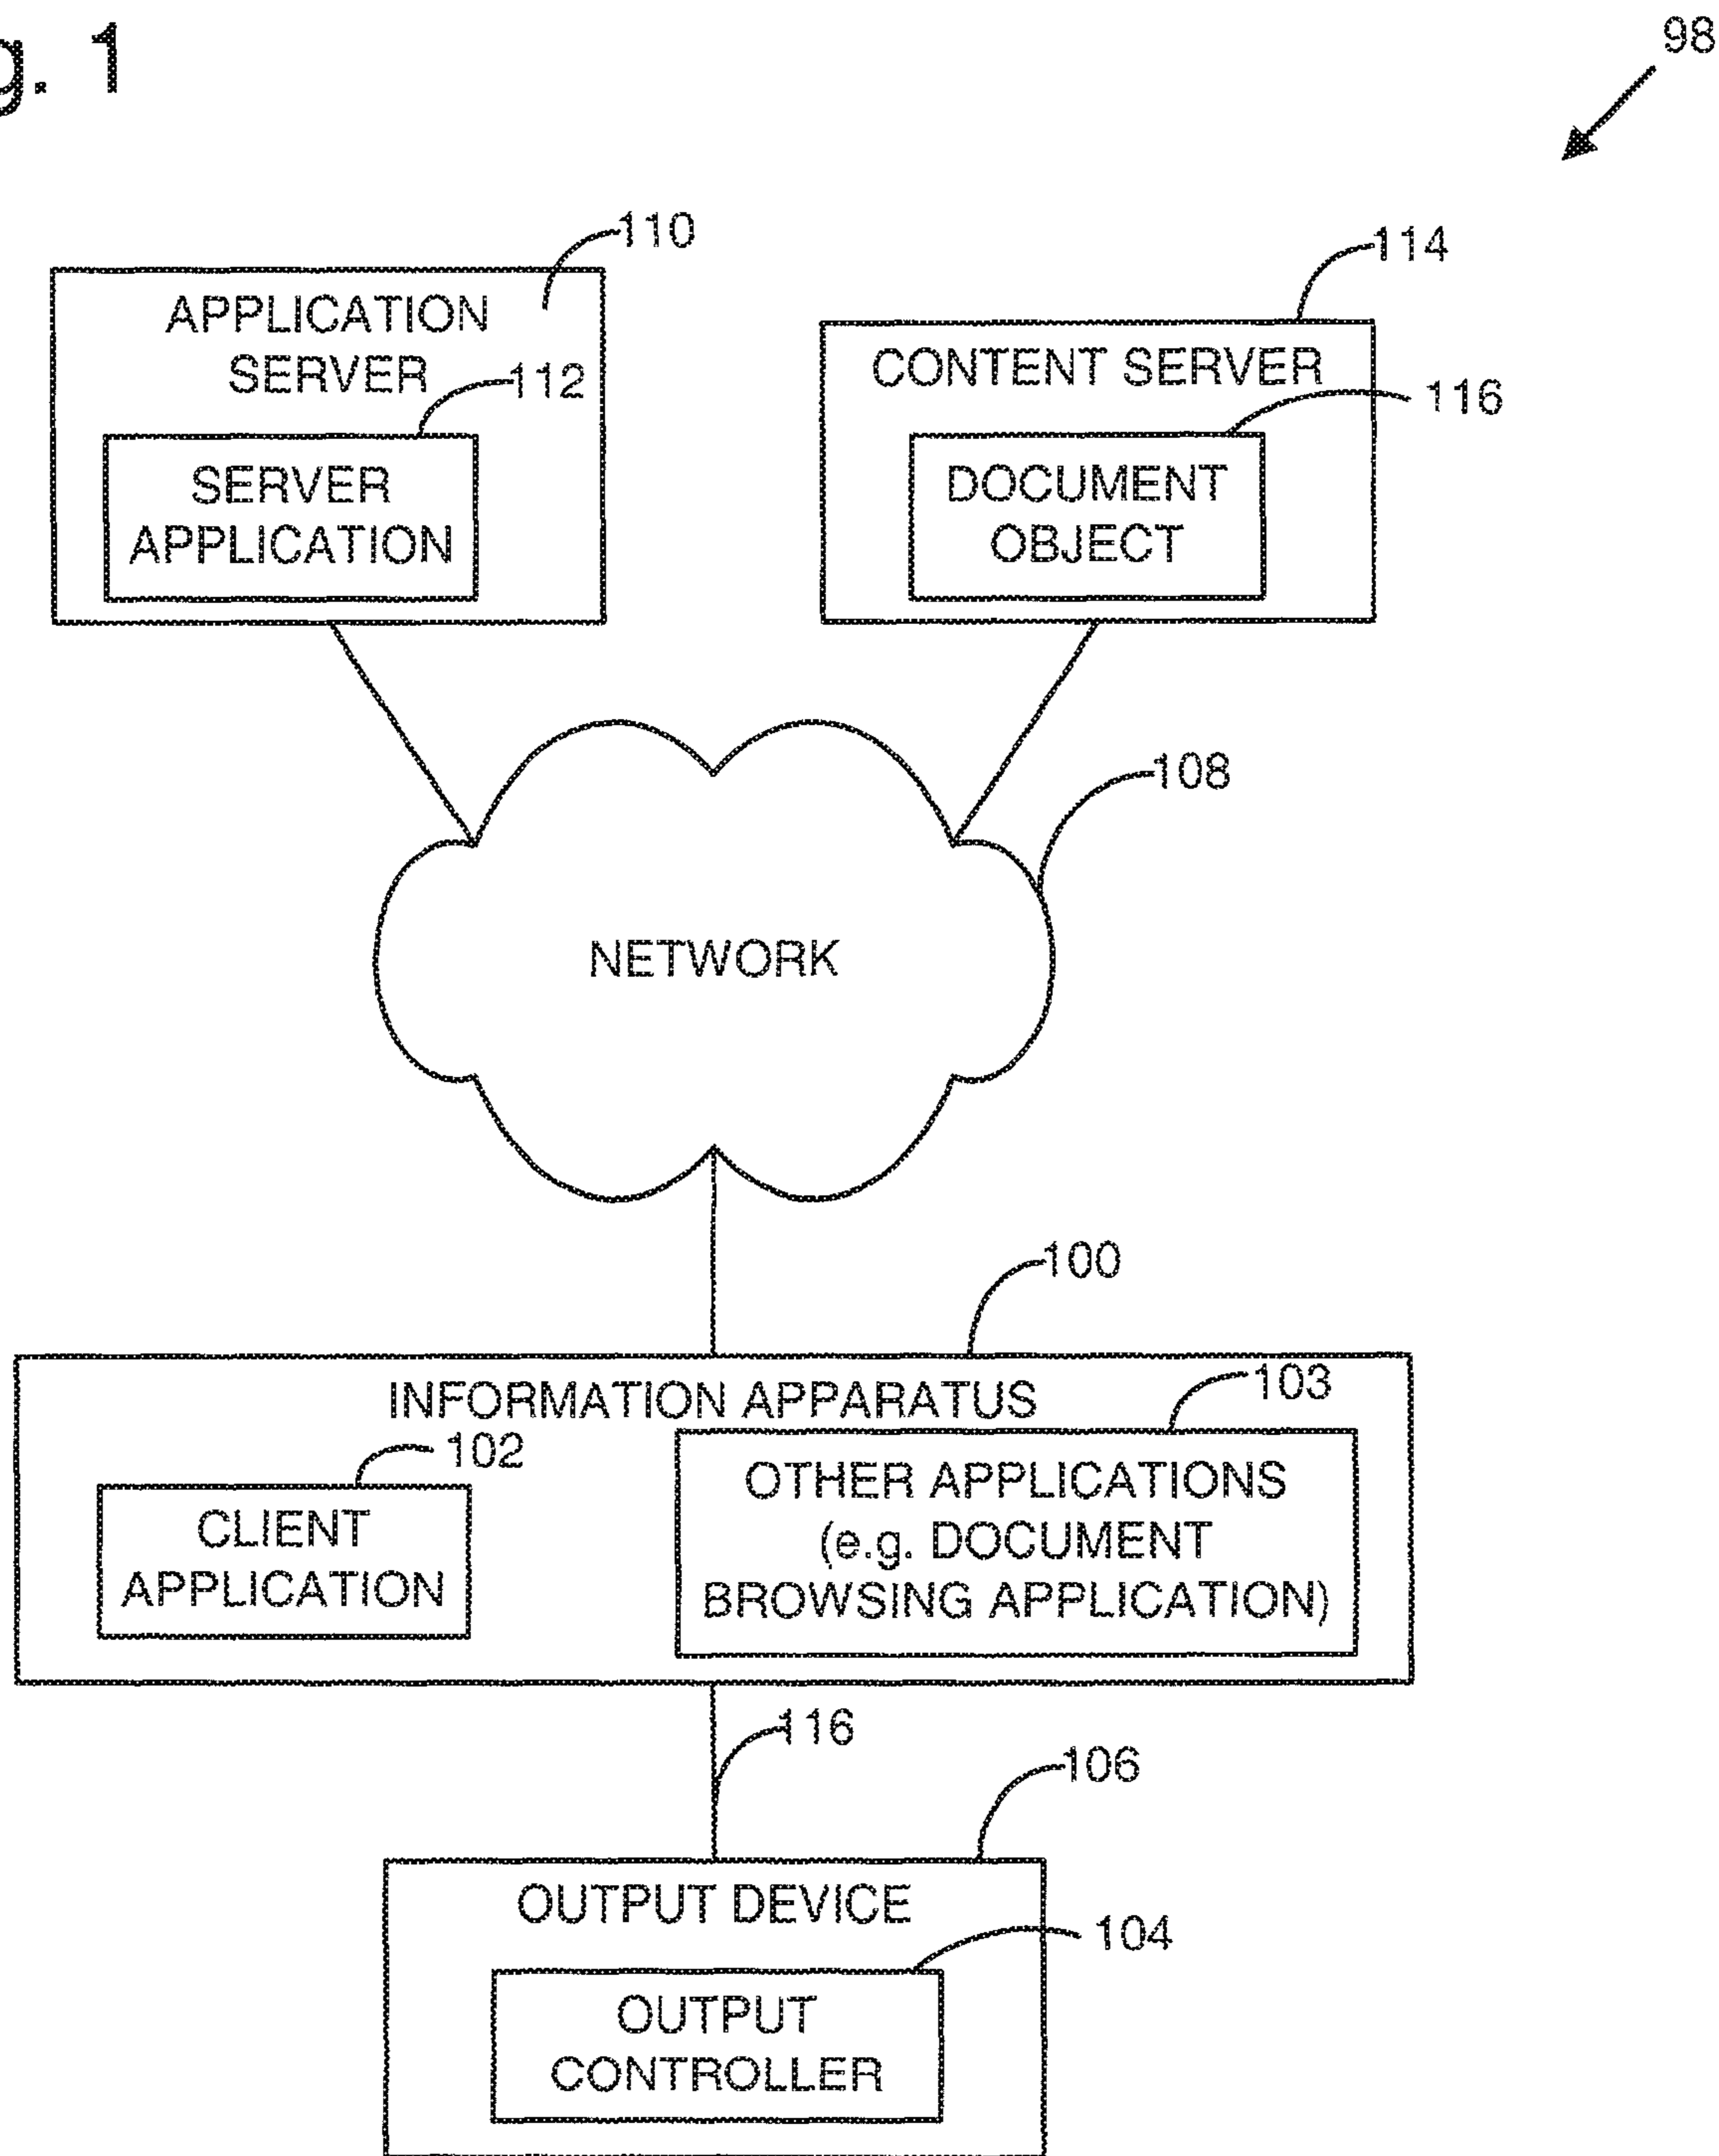 g. 1
98
110
APPLICATION
SERVER
112
SERVER
APPLICATION
114
CONTENT SERVER
116
DOCUMENT
OBJECT
108
NETWORK
100
INFORMATION APPARATUS
103
102
CLIENT
APPLICATION
OTHER APPLICATIONS
(e.g. DOCUMENT
BROWSING APPLICATION)
116
106
OUTPUT DEVICE
104
OUTPUT
CONTROLLER